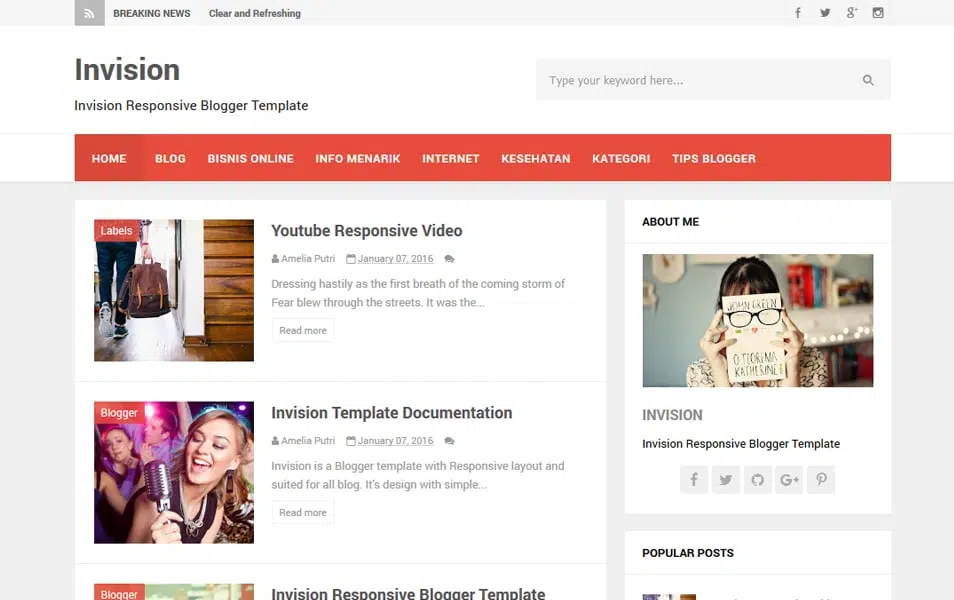 BREAKING NEWS Clear and Refreshing
Invision
Invision Responsive Blogger Template
Type your keyword here...
HOME BLOG BISNIS ONLINE INFO MENARIK INTERNET KESEHATAN KATEGORI TIPS BLOGGER
Labels
Youtube Responsive Video
Amelia Putri January 07, 2016
Dressing hastily as the first breath of the coming storm of
Fear blew through the streets. It was the...
Read more
Blogger
Invision Template Documentation
Amelia Putri January 07, 2016
Invision is a Blogger template with Responsive layout and
suited for all blog. It's design with simple...
Read more
Blogger
Invision Responsive Blogger Template
ABOUT ME
JOHN GREEN
O TEOREMA
KATHERINE
INVISION
Invision Responsive Blogger Template
POPULAR POSTS